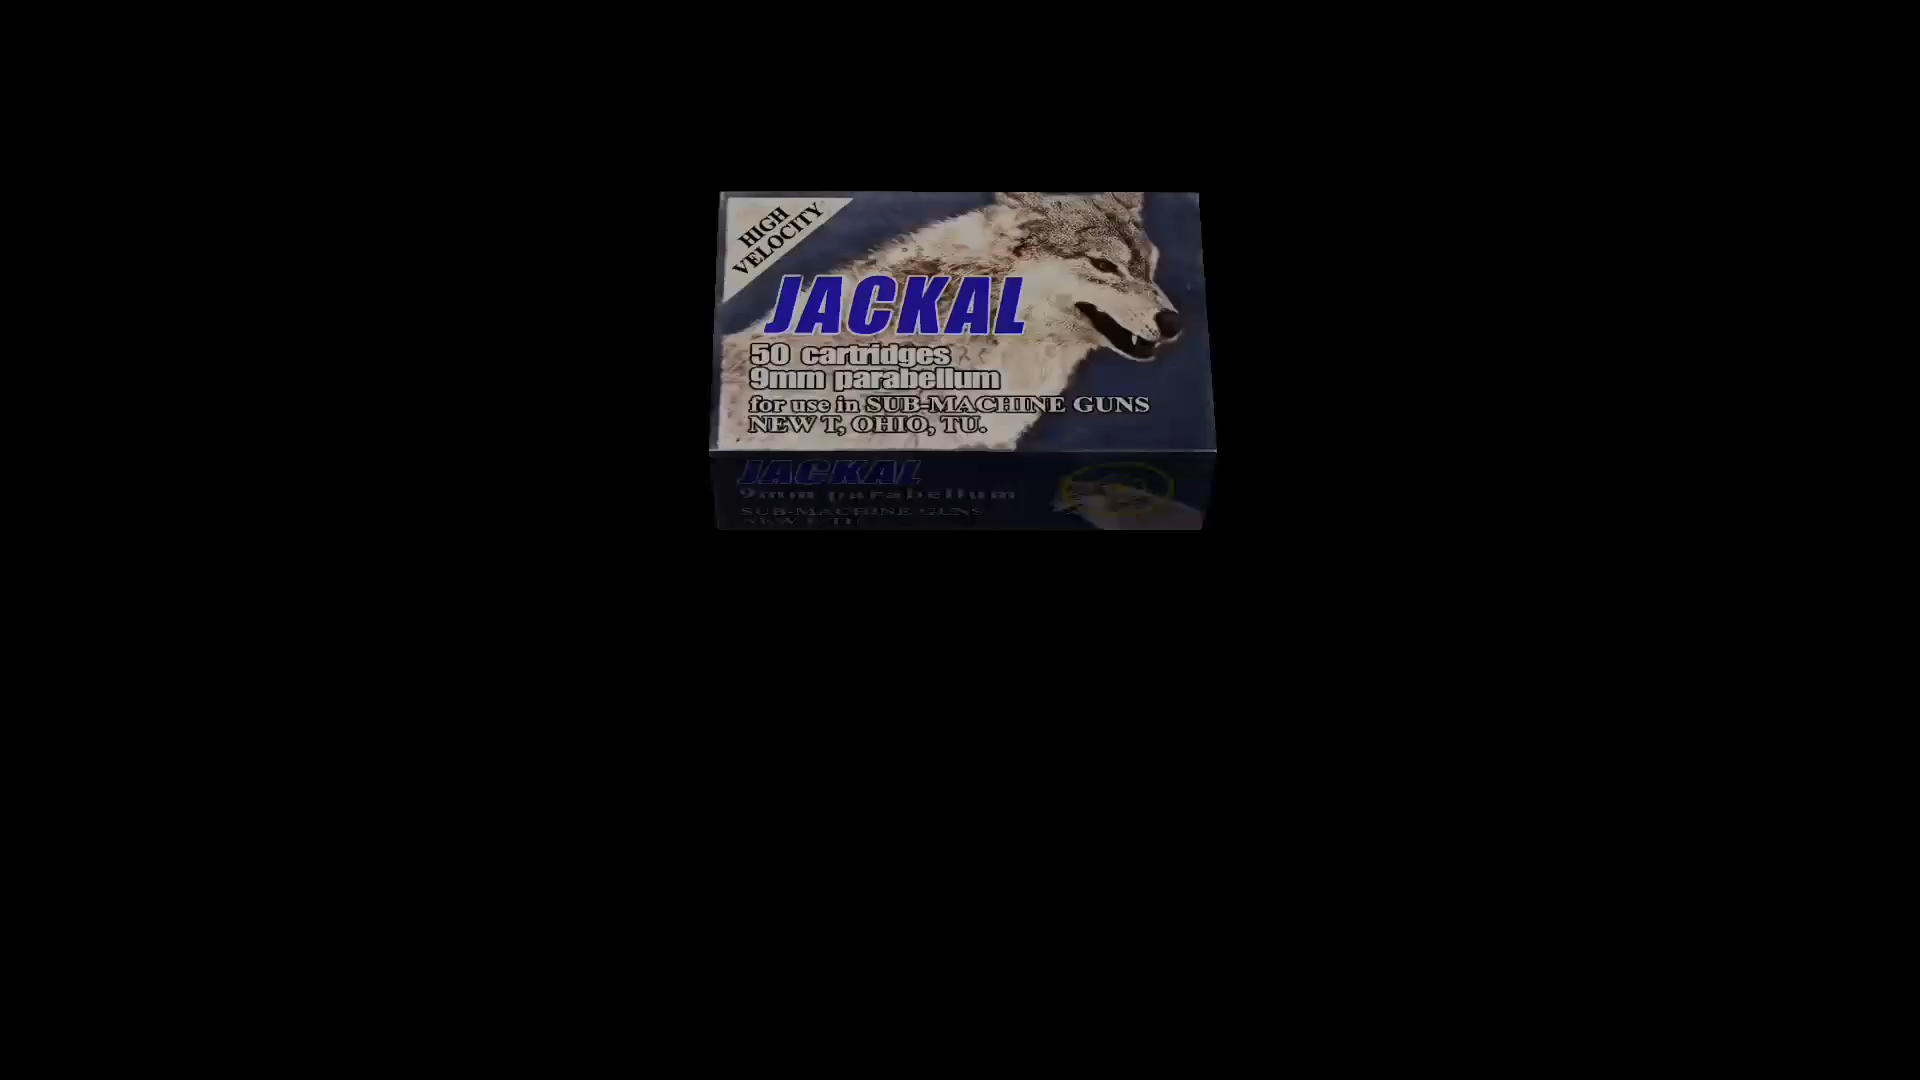 HIGH
VELOCITY
JACKAL
50 cartridges
9mm parabellum
for use in SUB-MACHINE GUNS
NEW T, OHIO, TU.
JACKAL
9mm parabellum
SUB-MACHINE GUNS